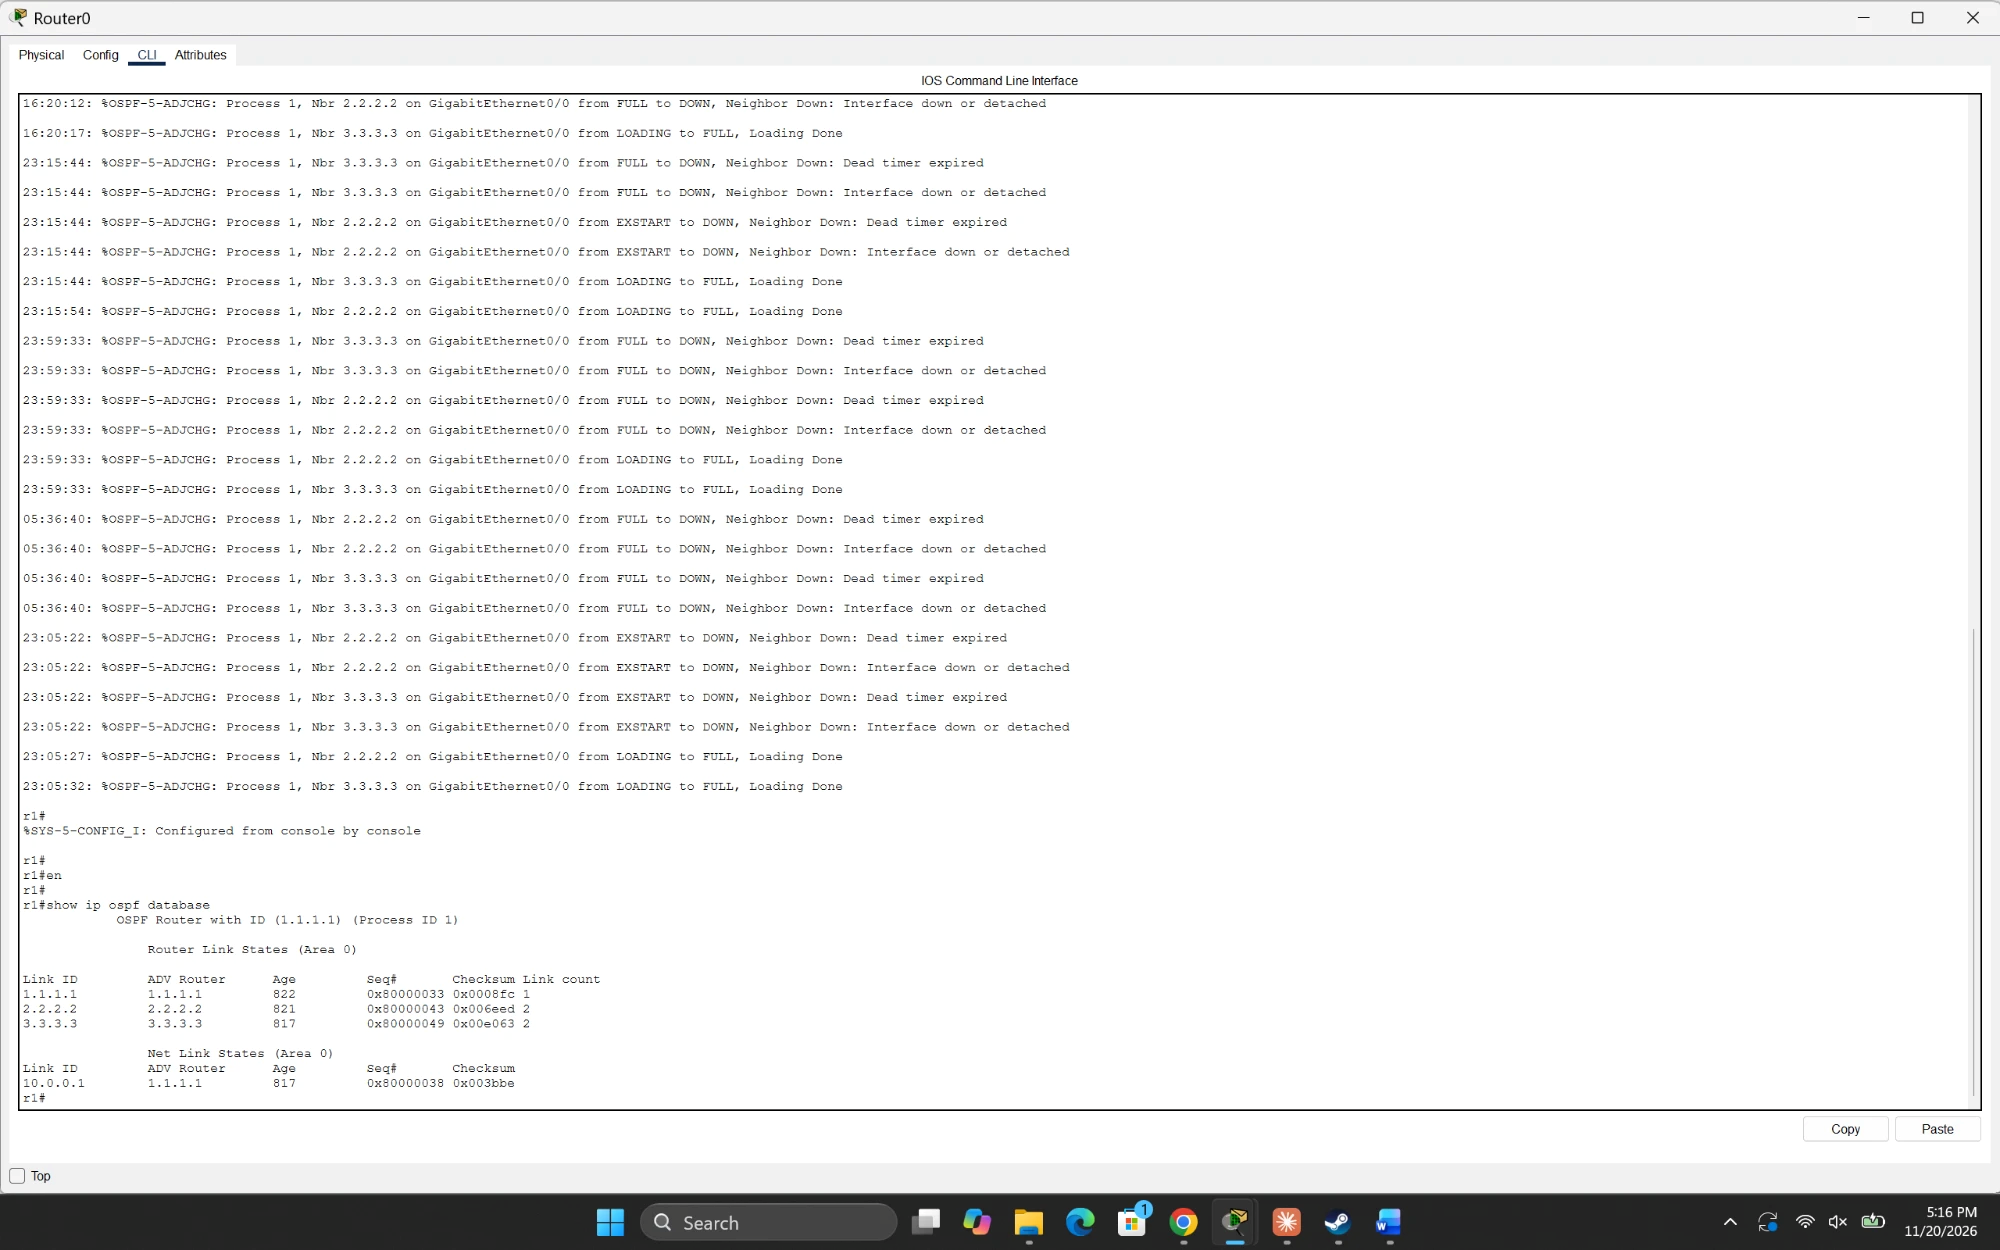 Router0
Physical Config CLI Attributes
IOS Command Line Interface
16:20:12: %OSPF-5-ADJCHG: Process 1, Nbr 2.2.2.2 on GigabitEthernet0/0 from FULL to DOWN, Neighbor Down: Interface down or detached
16:20:17: %OSPF-5-ADJCHG: Process 1, Nbr 3.3.3.3 on GigabitEthernet0/0 from LOADING to FULL, Loading Done
23:15:44: %OSPF-5-ADJCHG: Process 1, Nbr 3.3.3.3 on GigabitEthernet0/0 from FULL to DOWN, Neighbor Down: Dead timer expired
23:15:44: %OSPF-5-ADJCHG: Process 1, Nbr 3.3.3.3 on GigabitEthernet0/0 from FULL to DOWN, Neighbor Down: Interface down or detached
23:15:44: %OSPF-5-ADJCHG: Process 1, Nbr 2.2.2.2 on GigabitEthernet0/0 from EXSTART to DOWN, Neighbor Down: Dead timer expired
23:15:44: %OSPF-5-ADJCHG: Process 1, Nbr 2.2.2.2 on GigabitEthernet0/0 from EXSTART to DOWN, Neighbor Down: Interface down or detached
23:15:44: %OSPF-5-ADJCHG: Process 1, Nbr 3.3.3.3 on GigabitEthernet0/0 from LOADING to FULL, Loading Done
23:15:54: %OSPF-5-ADJCHG: Process 1, Nbr 2.2.2.2 on GigabitEthernet0/0 from LOADING to FULL, Loading Done
23:59:33: %OSPF-5-ADJCHG: Process 1, Nbr 3.3.3.3 on GigabitEthernet0/0 from FULL to DOWN, Neighbor Down: Dead timer expired
23:59:33: %OSPF-5-ADJCHG: Process 1, Nbr 3.3.3.3 on GigabitEthernet0/0 from FULL to DOWN, Neighbor Down: Interface down or detached
23:59:33: %OSPF-5-ADJCHG: Process 1, Nbr 2.2.2.2 on GigabitEthernet0/0 from FULL to DOWN, Neighbor Down: Dead timer expired
23:59:33: %OSPF-5-ADJCHG: Process 1, Nbr 2.2.2.2 on GigabitEthernet0/0 from FULL to DOWN, Neighbor Down: Interface down or detached
23:59:33: %OSPF-5-ADJCHG: Process 1, Nbr 2.2.2.2 on GigabitEthernet0/0 from LOADING to FULL, Loading Done
23:59:33: %OSPF-5-ADJCHG: Process 1, Nbr 3.3.3.3 on GigabitEthernet0/0 from LOADING to FULL, Loading Done
05:36:40: %OSPF-5-ADJCHG: Process 1, Nbr 2.2.2.2 on GigabitEthernet0/0 from FULL to DOWN, Neighbor Down: Dead timer expired
05:36:40: %OSPF-5-ADJCHG: Process 1, Nbr 2.2.2.2 on GigabitEthernet0/0 from FULL to DOWN, Neighbor Down: Interface down or detached
05:36:40: %OSPF-5-ADJCHG: Process 1, Nbr 3.3.3.3 on GigabitEthernet0/0 from FULL to DOWN, Neighbor Down: Dead timer expired
05:36:40: %OSPF-5-ADJCHG: Process 1, Nbr 3.3.3.3 on GigabitEthernet0/0 from FULL to DOWN, Neighbor Down: Interface down or detached
23:05:22: %OSPF-5-ADJCHG: Process 1, Nbr 2.2.2.2 on GigabitEthernet0/0 from EXSTART to DOWN, Neighbor Down: Dead timer expired
23:05:22: %OSPF-5-ADJCHG: Process 1, Nbr 2.2.2.2 on GigabitEthernet0/0 from EXSTART to DOWN, Neighbor Down: Interface down or detached
23:05:22: %OSPF-5-ADJCHG: Process 1, Nbr 3.3.3.3 on GigabitEthernet0/0 from EXSTART to DOWN, Neighbor Down: Dead timer expired
23:05:22: %OSPF-5-ADJCHG: Process 1, Nbr 3.3.3.3 on GigabitEthernet0/0 from EXSTART to DOWN, Neighbor Down: Interface down or detached
23:05:27: %OSPF-5-ADJCHG: Process 1, Nbr 2.2.2.2 on GigabitEthernet0/0 from LOADING to FULL, Loading Done
23:05:32: %OSPF-5-ADJCHG: Process 1, Nbr 3.3.3.3 on GigabitEthernet0/0 from LOADING to FULL, Loading Done
r1#
%SYS-5-CONFIG_I: Configured from console by console
r1#
r1#en
r1#
r1#show ip ospf database
OSPF Router with ID (1.1.1.1) (Process ID 1)
Router Link States (Area 0)
Link ID ADV Router Age Seq# Checksum Link count
1.1.1.1 1.1.1.1 822 0x80000033 0x0008fc 1
2.2.2.2 2.2.2.2 821 0x80000043 0x006eed 2
3.3.3.3 3.3.3.3 817 0x80000049 0x00e063 2
Net Link States (Area 0)
Link ID ADV Router Age Seq# Checksum
10.0.0.1 1.1.1.1 817 0x80000038 0x003bbe
r1#
Copy Paste
Top
Search
1
5:16 PM
11/20/2026